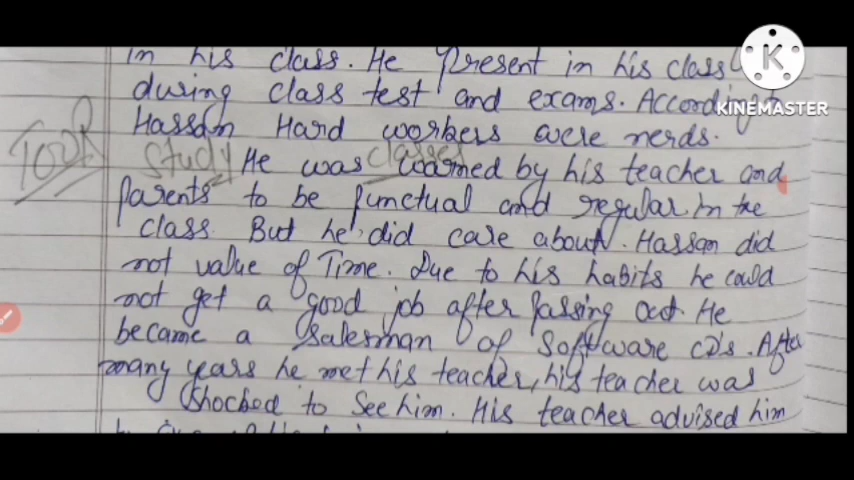 in his class. He Present in his class
during class test and exams. According
Hassan Hard workers were nerds.
He was warned by his teacher and
parents to be punctual and regular in the
class. But he did care about. Hassan did
not value of Time. Due to his habits he could
not get a good job after passing out. He
became a Salesman of Software CD's. After
many years he met his teacher, his teacher was
Shocked to see him. His teacher advised him
Took
Study
classes
K
KINEMASTER